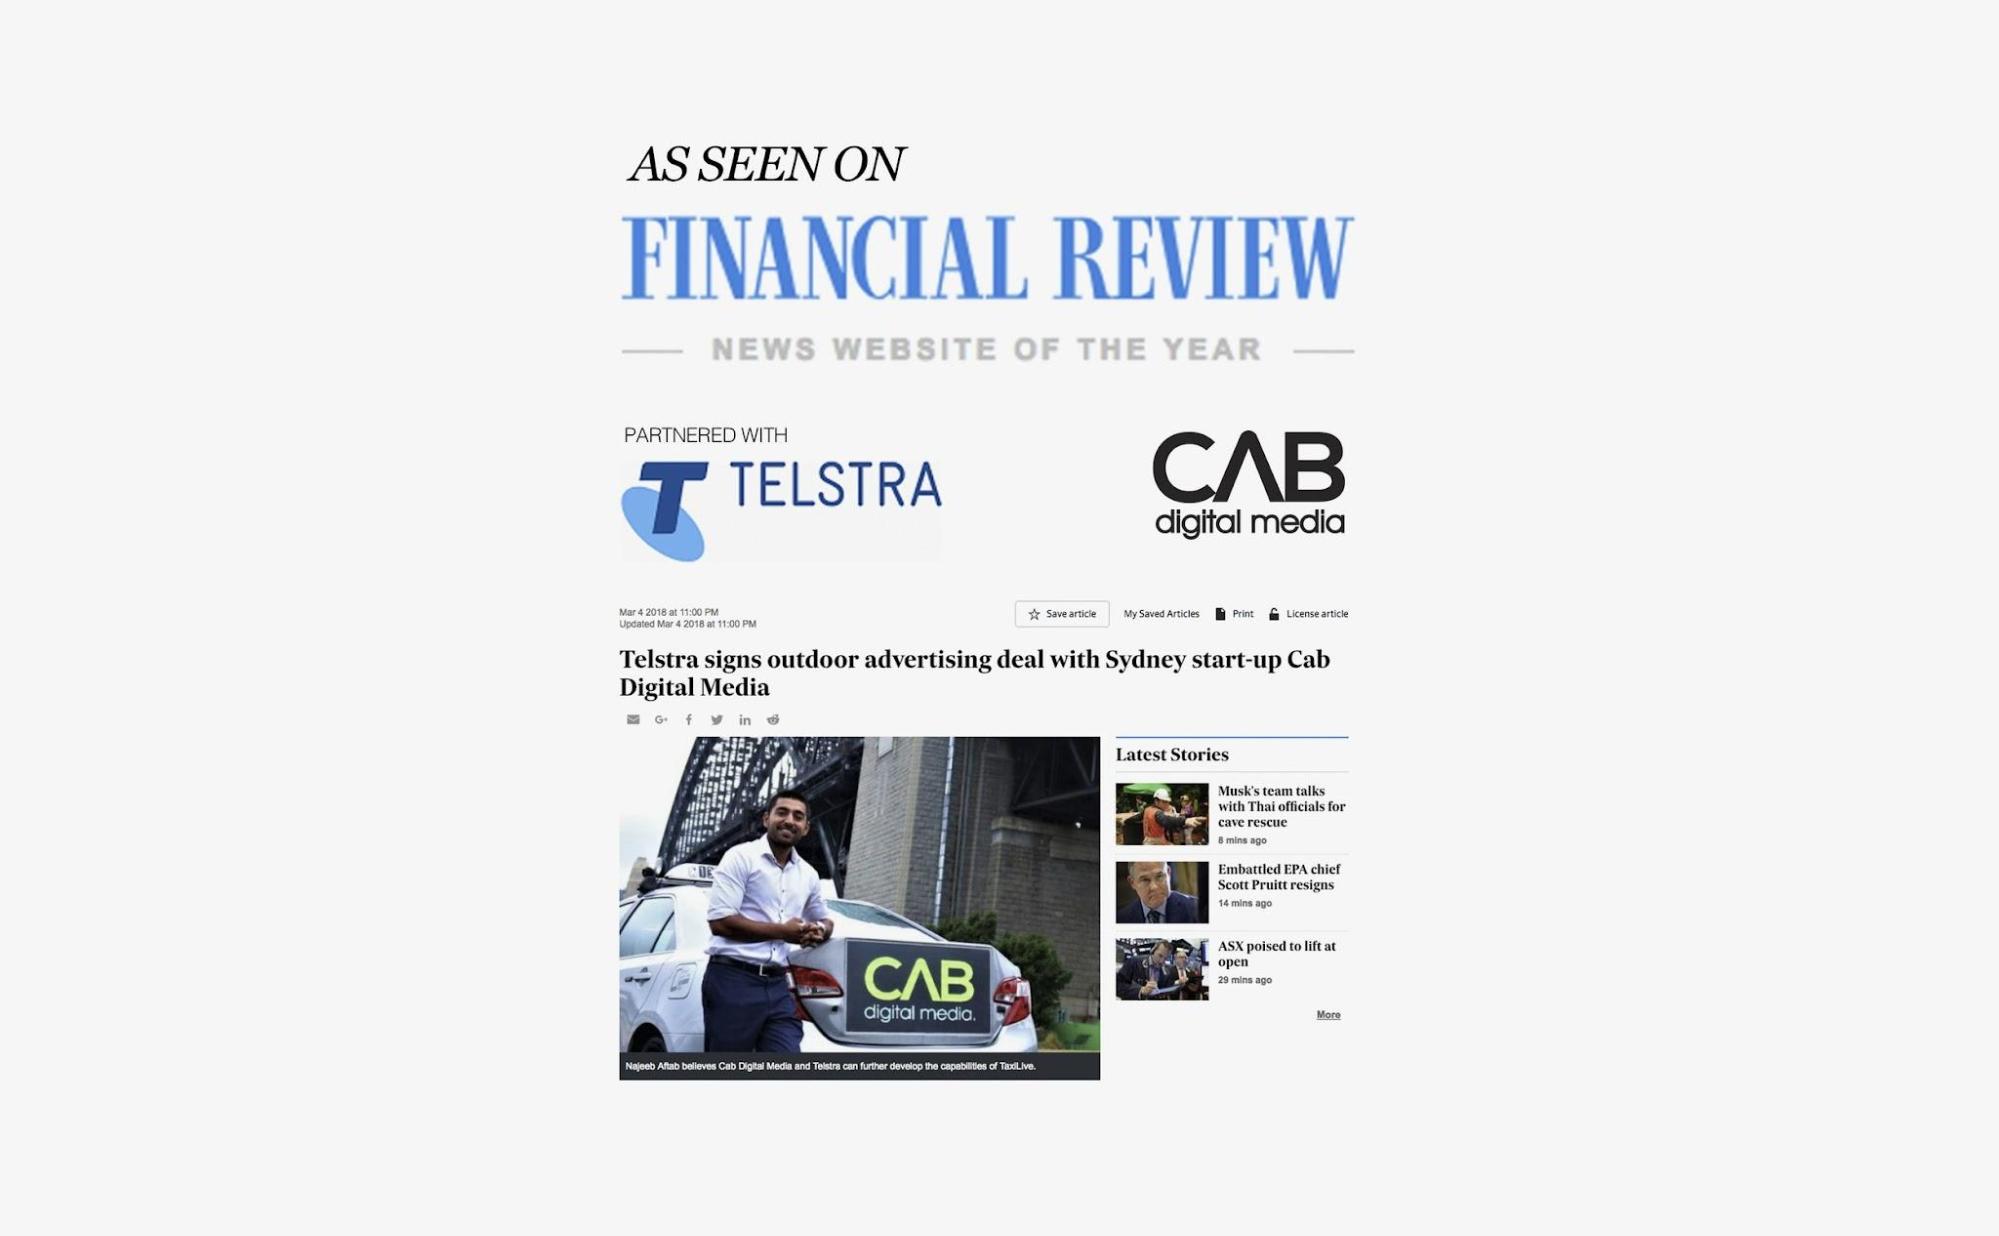 AS SEEN ON
FINANCIAL REVIEW
NEWS WEBSITE OF THE YEAR
PARTNERED WITH
TELSTRA
CAB
digital media
Mar 4 2018 at 11:00 PM
Updated Mar 4 2018 at 11:00 PM
Save article
My Saved Articles
Print
License article
Telstra signs outdoor advertising deal with Sydney start-up Cab
Digital Media
CAB
digital media.
Najeeb Aftab believes Cab Digital Media and Telstra can further develop the capabilities of TaxiLive.
Latest Stories
Musk's team talks
with Thai officials for
cave rescue
8 mins ago
Embattled EPA chief
Scott Pruitt resigns
14 mins ago
ASX poised to lift at
open
29 mins ago
More